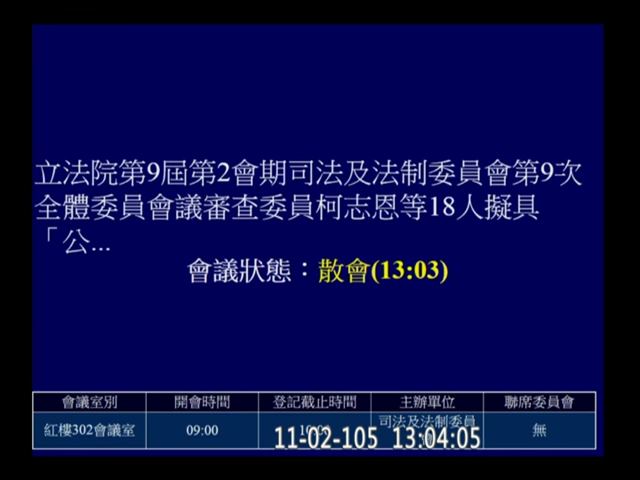 立法院第9屆第2會期司法及法制委員會第9次
全體委員會議審查委員柯志恩等18人擬具
「公...
會議狀態：散會(13:03)
會議室別 開會時間 登記截止時間 主辦單位 聯席委員會
紅樓302會議室 09:00 司法及法制委員 無
11-02-105 13:04:05